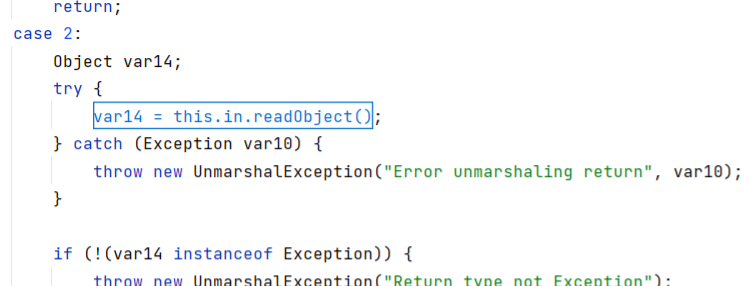 return;
case 2:
Object var14;
try {
var14 = this.in.readObject();
} catch (Exception var10) {
throw new UnmarshalException("Error unmarshaling return", var10);
}
if (!(var14 instanceof Exception)) {
throw new UnmarshalException("Return type not Exception");